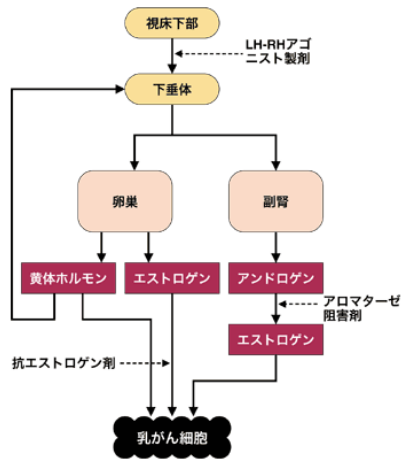 視床下部
LH-RHアゴ
ニスト製剤
下垂体
卵巣
副腎
黄体ホルモン
エストロゲン
アンドロゲン
アロマターゼ
阻害剤
エストロゲン
抗エストロゲン剤
乳がん細胞